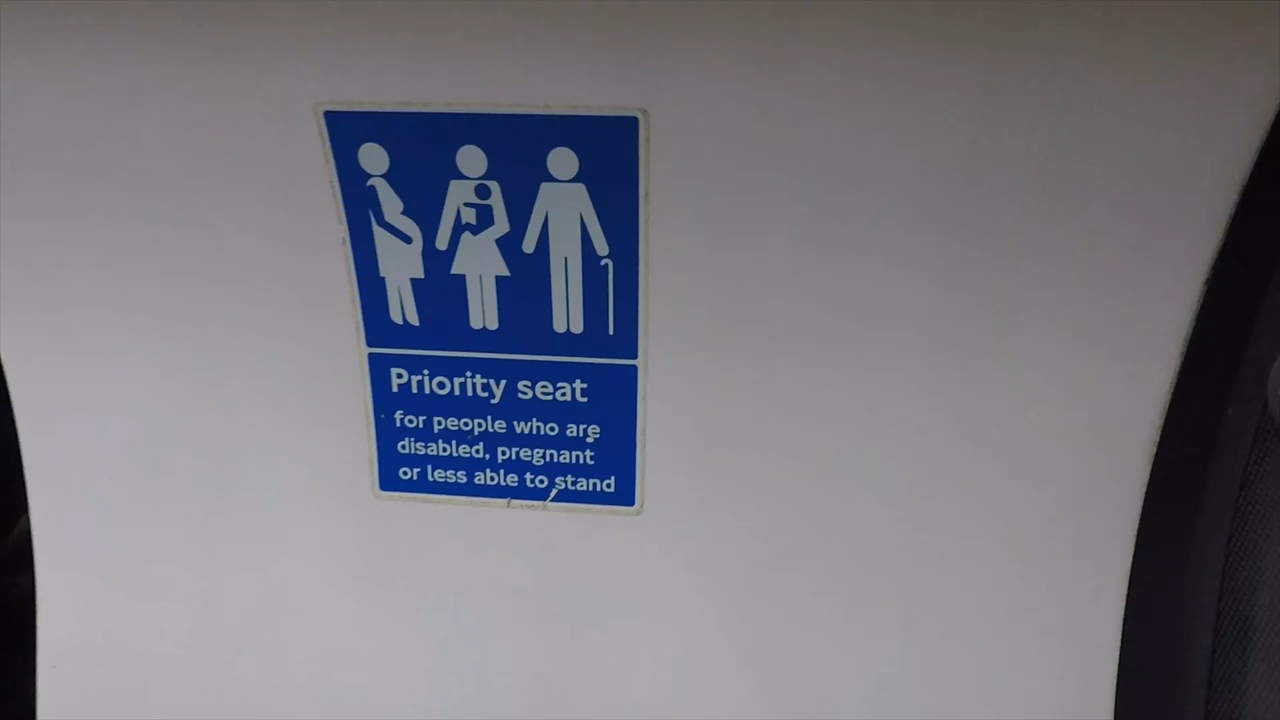 Priority seat
for people who are
disabled, pregnant
or less able to stand